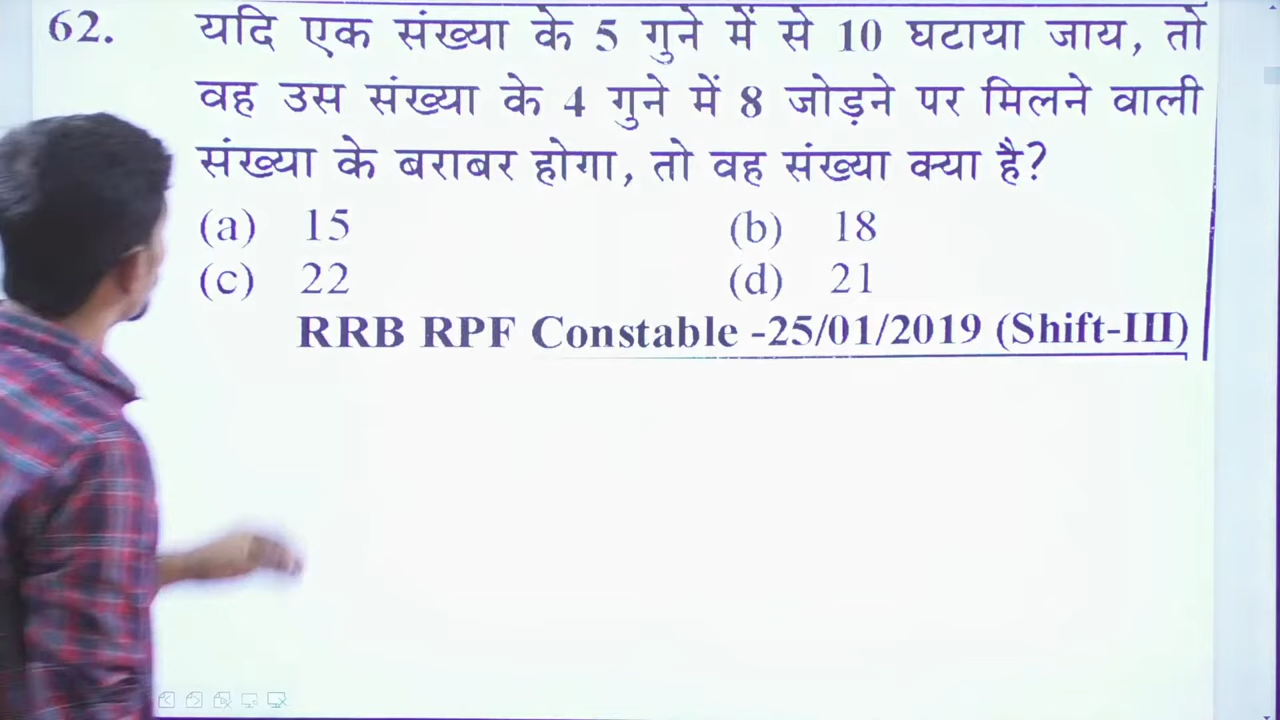 62. यदि एक संख्या के 5 गुने में से 10 घटाया जाय, तो
वह उस संख्या के 4 गुने में 8 जोड़ने पर मिलने वाली
संख्या के बराबर होगा, तो वह संख्या क्या है?
(a) 15 (b) 18
(c) 22 (d) 21
RRB RPF Constable -25/01/2019 (Shift-III)